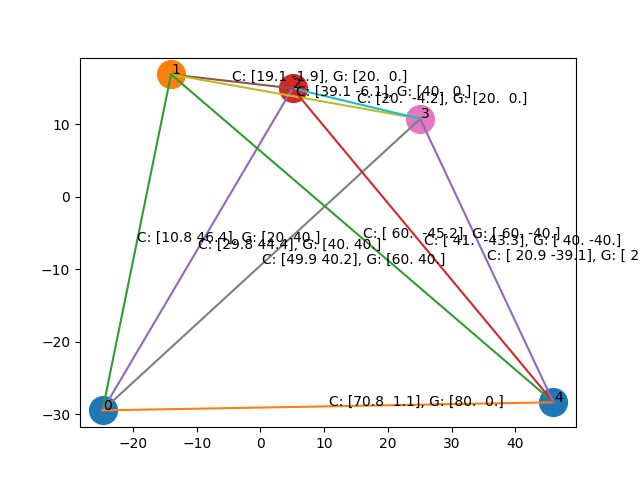 1
2
C: [19.1 -1.9], G: [20. 0.]
C: [39.1 -6.1], G: [40. 0.]
C: [20. -4.2], G: [20. 0.]
3
10
0
−10
−20
−30
C: [10.8 46.4], G: [20. 40.]
C: [29.8 44.4], G: [40. 40.]
C: [49.9 40.2], G: [60. 40.]
C: [ 60. -45.2], G: [ 60. -40.]
C: [ 41. -43.3], G: [ 40. -40.]
C: [ 20.9 -39.1], G: [ 2
0
C: [70.8 1.1], G: [80. 0.]
4
−20
−10
0
10
20
30
40